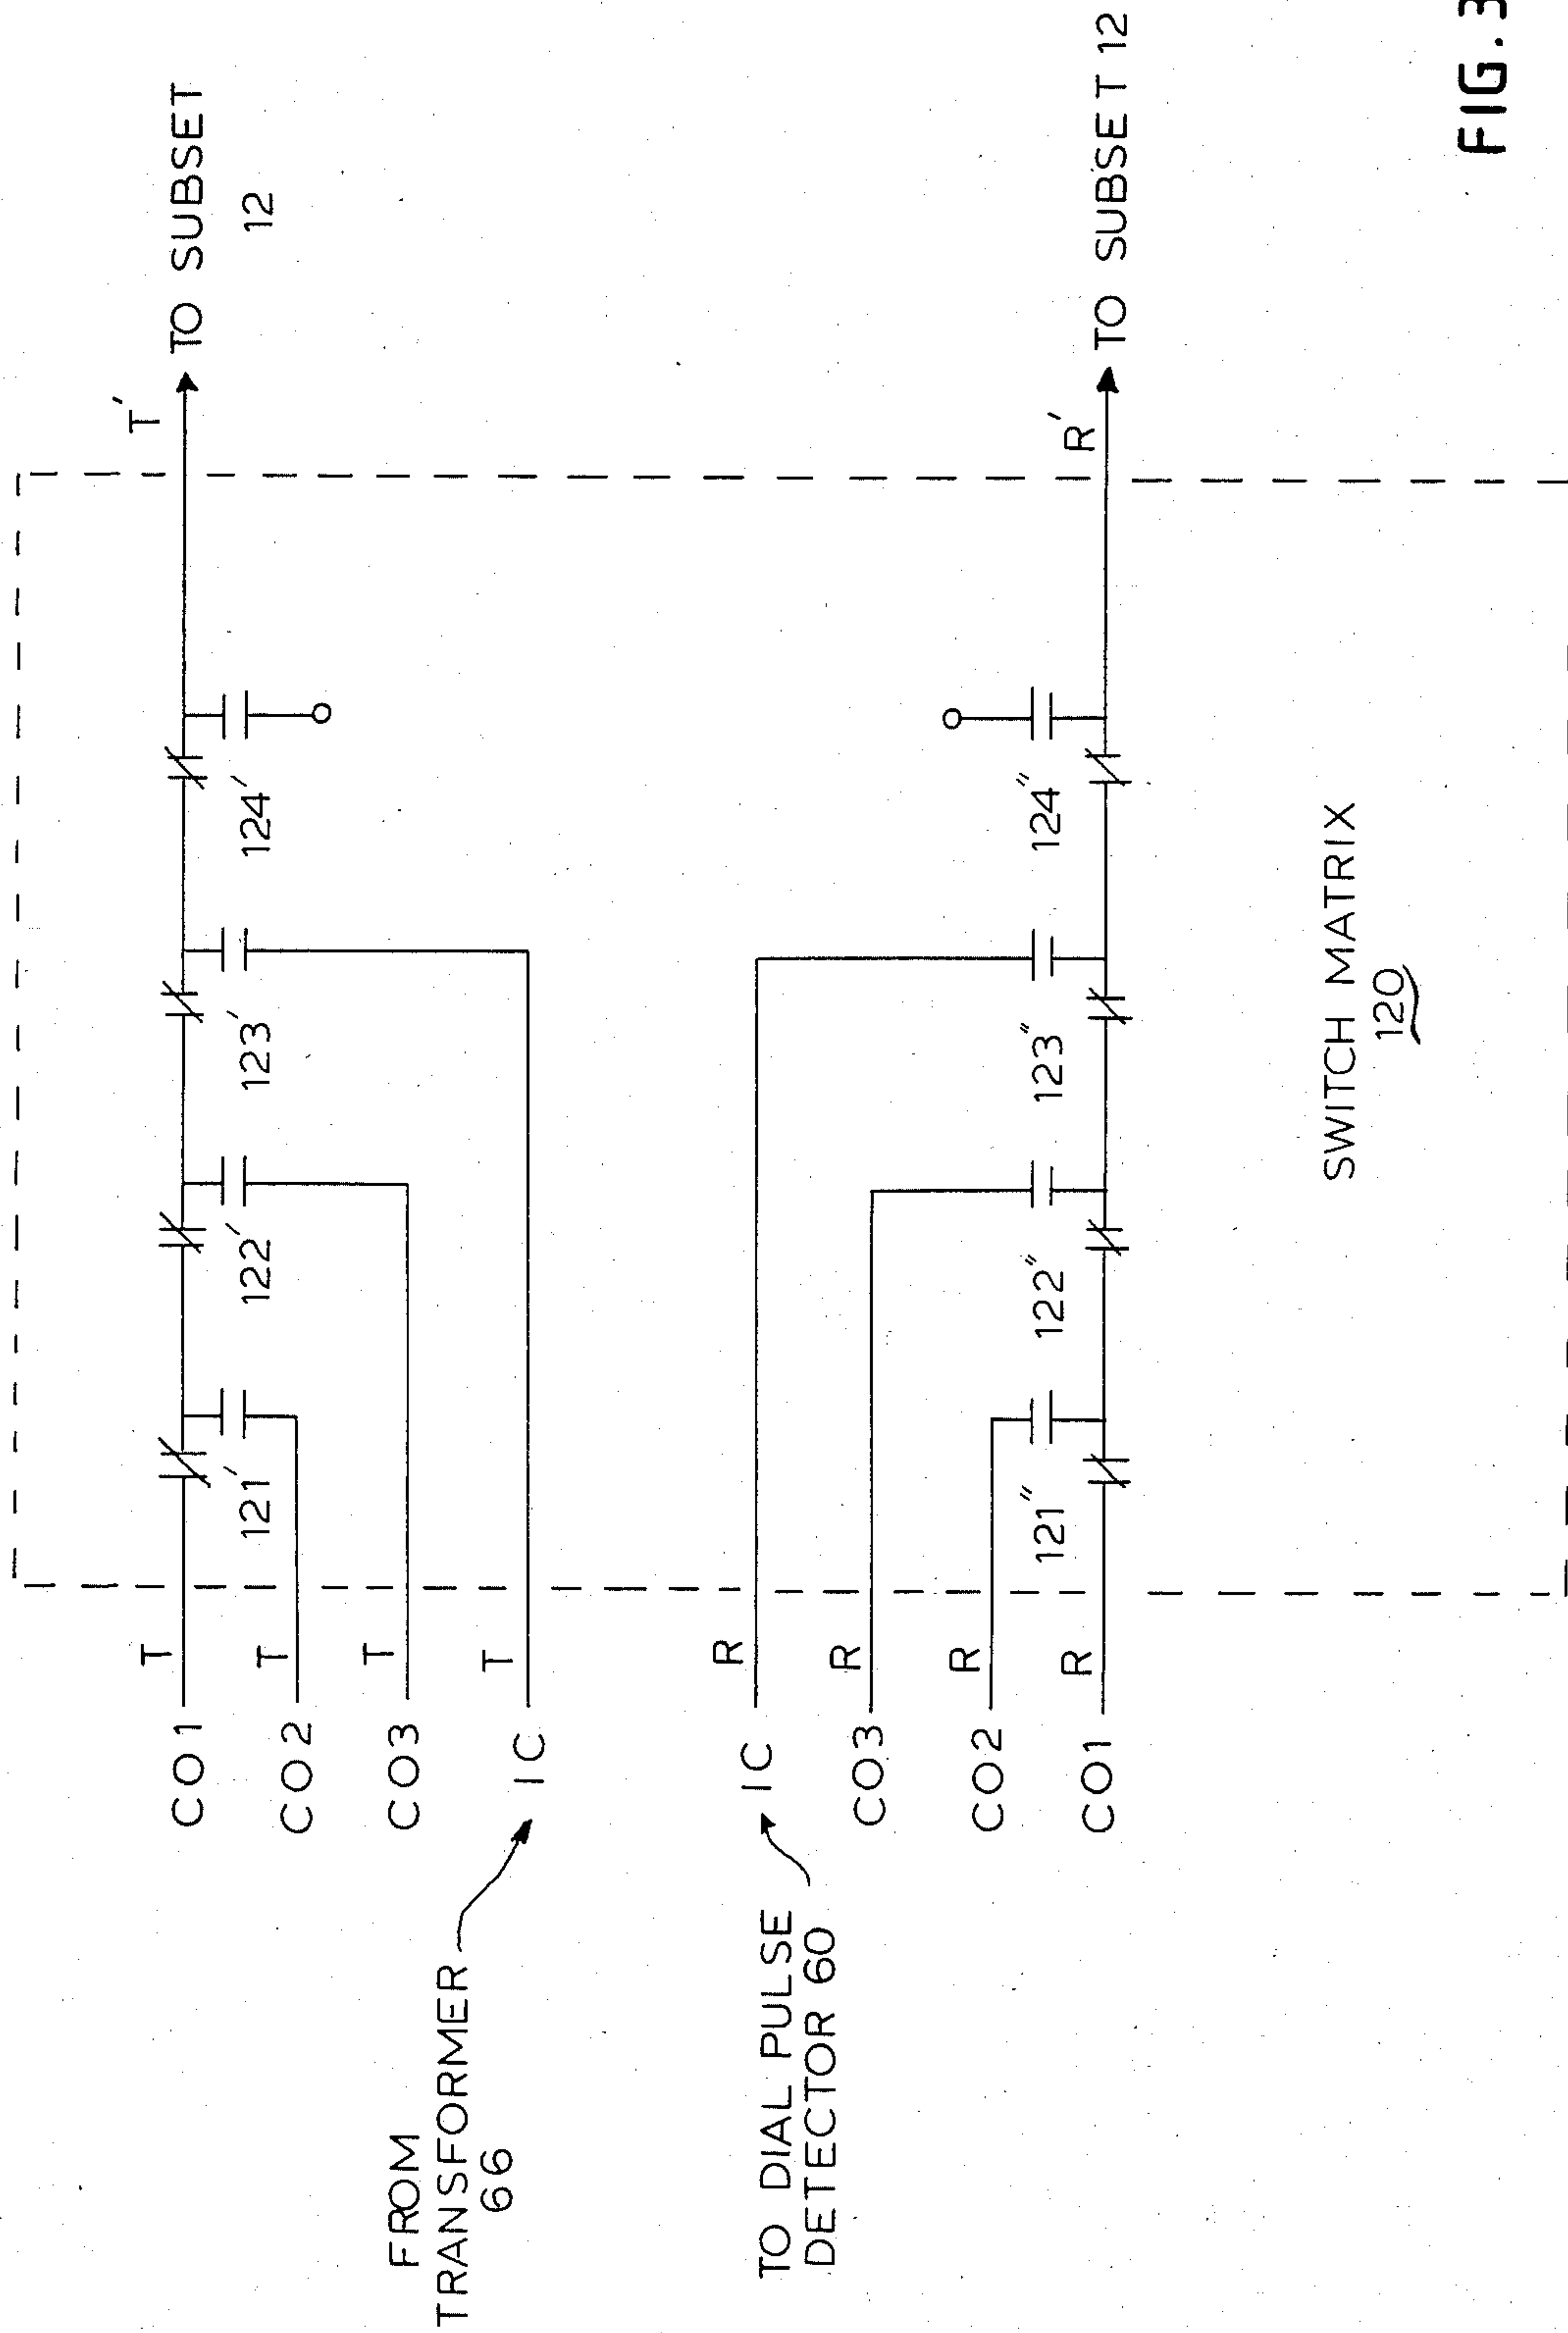 CO1 T
CO2 T
CO3 T
FROM
TRANSFORMER
66
IC T
121′
122′
123′
124′
T′
TO SUBSET
12
TO DIAL PULSE
DETECTOR 60
IC R
CO3 R
CO2 R
CO1 R
121″
122″
123″
124″
R′
TO SUBSET 12
SWITCH MATRIX
120
FIG. 3